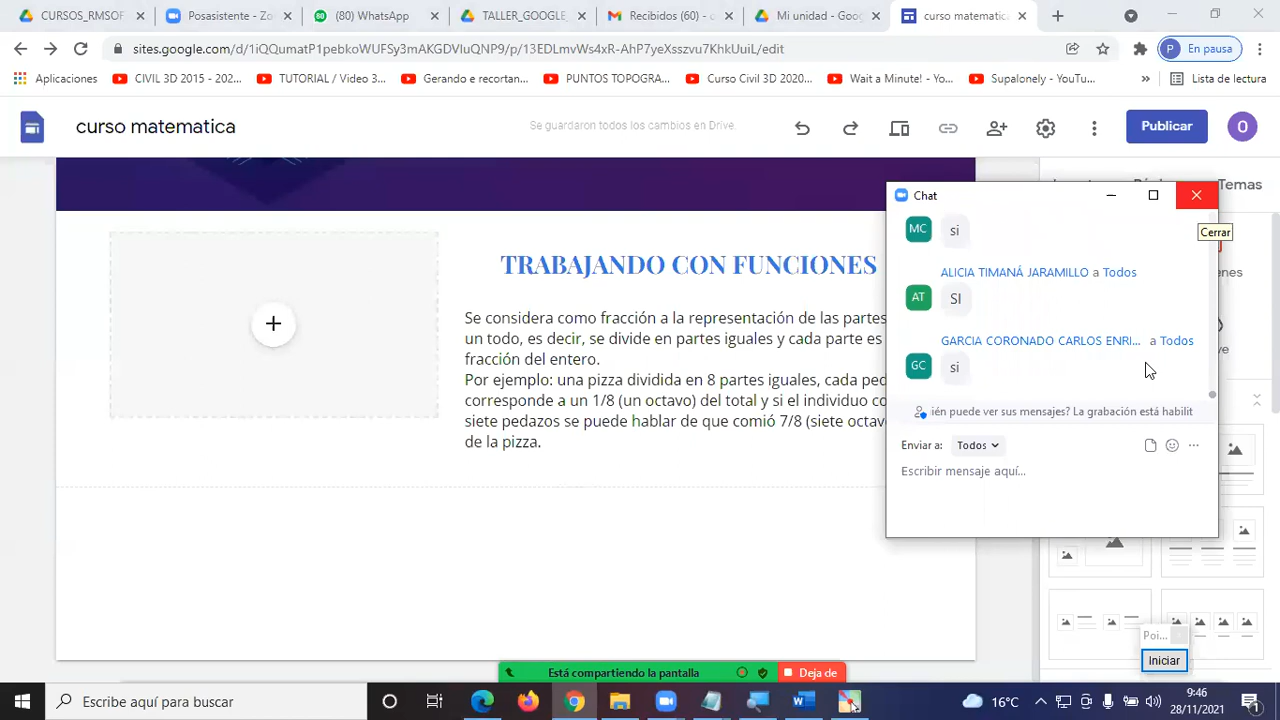 CURSOS_RMSOF
Polasistente - Zo
(80) WhatsApp
TALLER_GOOGLE_
Recibidos (60) - o
Mi unidad - Goog
curso matematica
sites.google.com/d/1iQQumatP1pebkoWUFSy3mAKGDVluQNP9/p/13EDLmvWs4xR-AhP7yeXsszvu7KhkUuiL/edit
P En pausa
Aplicaciones
CIVIL 3D 2015 - 202...
TUTORIAL / Video 3...
Gerando e recortan...
PUNTOS TOPOGRA...
Curso Civil 3D 2020...
Wait a Minute! - Yo...
Supalonely - YouTu...
»
Lista de lectura
curso matematica
Se guardaron todos los cambios en Drive.
Publicar
O
Temas
Chat
Cerrar
MC
si
ALICIA TIMANÁ JARAMILLO a Todos
AT
SI
GARCIA CORONADO CARLOS ENRI... a Todos
GC
si
ién puede ver sus mensajes? La grabación está habilit
Enviar a: Todos
Escribir mensaje aquí...
TRABAJANDO CON FUNCIONES
Se considera como fracción a la representación de las partes
un todo, es decir, se divide en partes iguales y cada parte es
fracción del entero.
Por ejemplo: una pizza dividida en 8 partes iguales, cada ped
corresponde a un 1/8 (un octavo) del total y si el individuo co
siete pedazos se puede hablar de que comió 7/8 (siete octav
de la pizza.
Poi...
Iniciar
Está compartiendo la pantalla
Deja de
Escribe aquí para buscar
16°C
9:46
28/11/2021